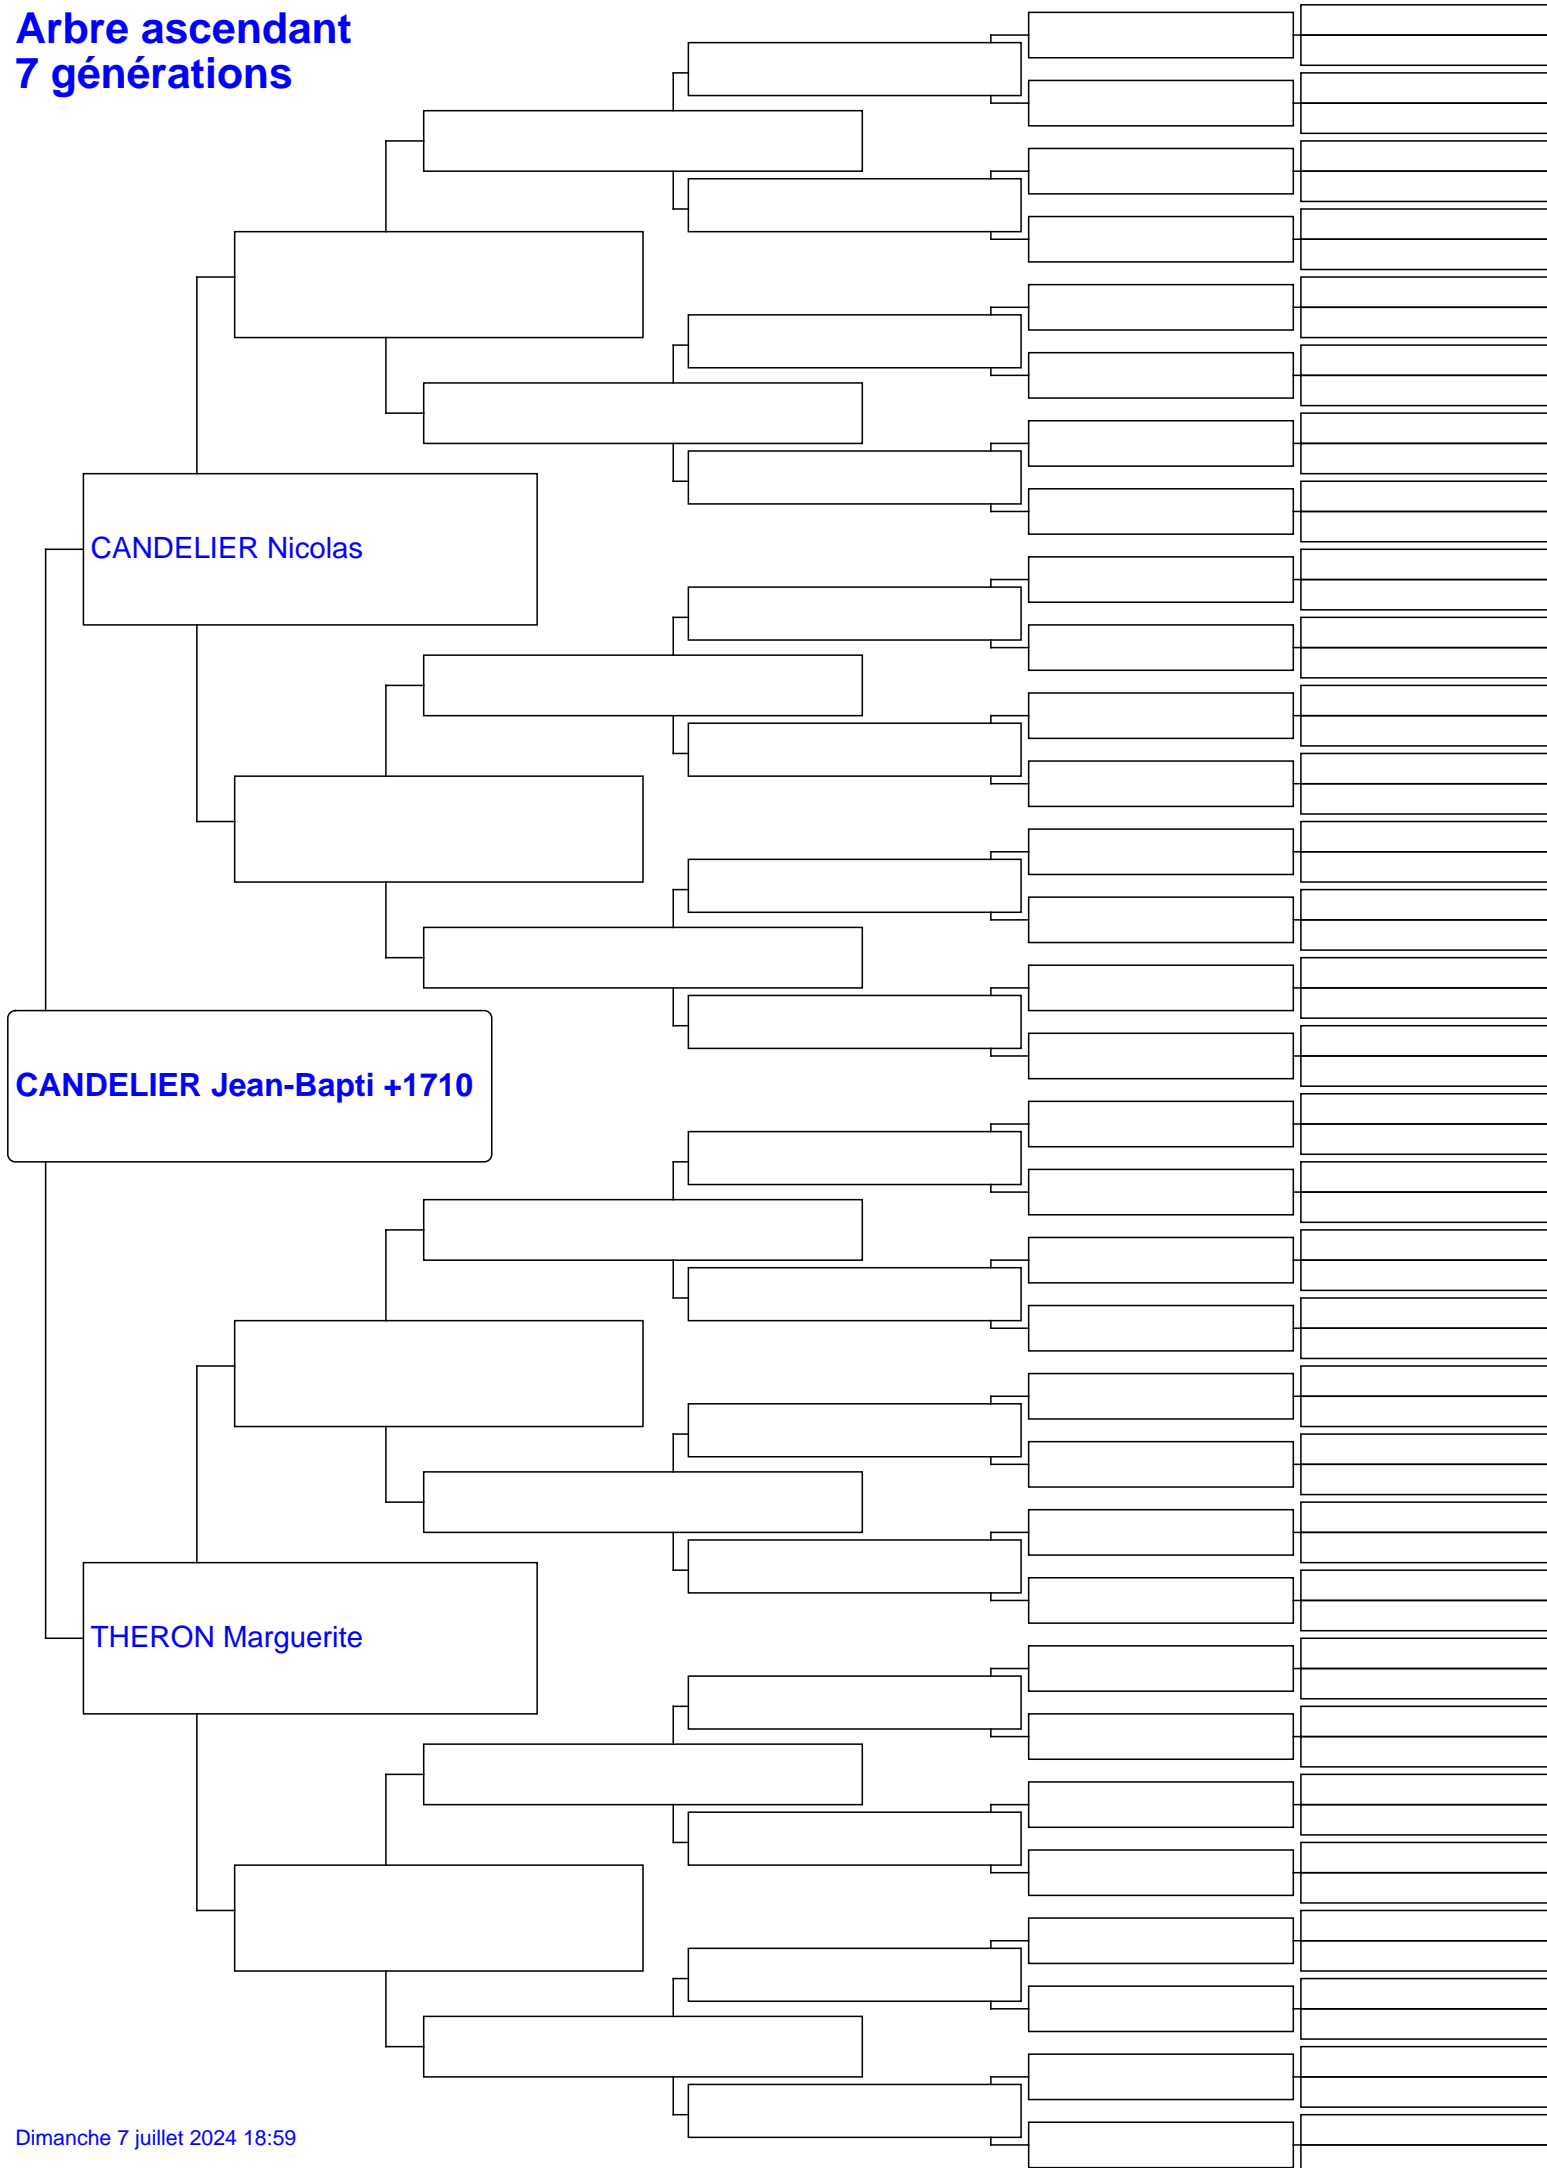 Arbre ascendant
7 générations
CANDELIER Nicolas
CANDELIER Jean-Bapti +1710
THERON Marguerite
Dimanche 7 juillet 2024 18:59